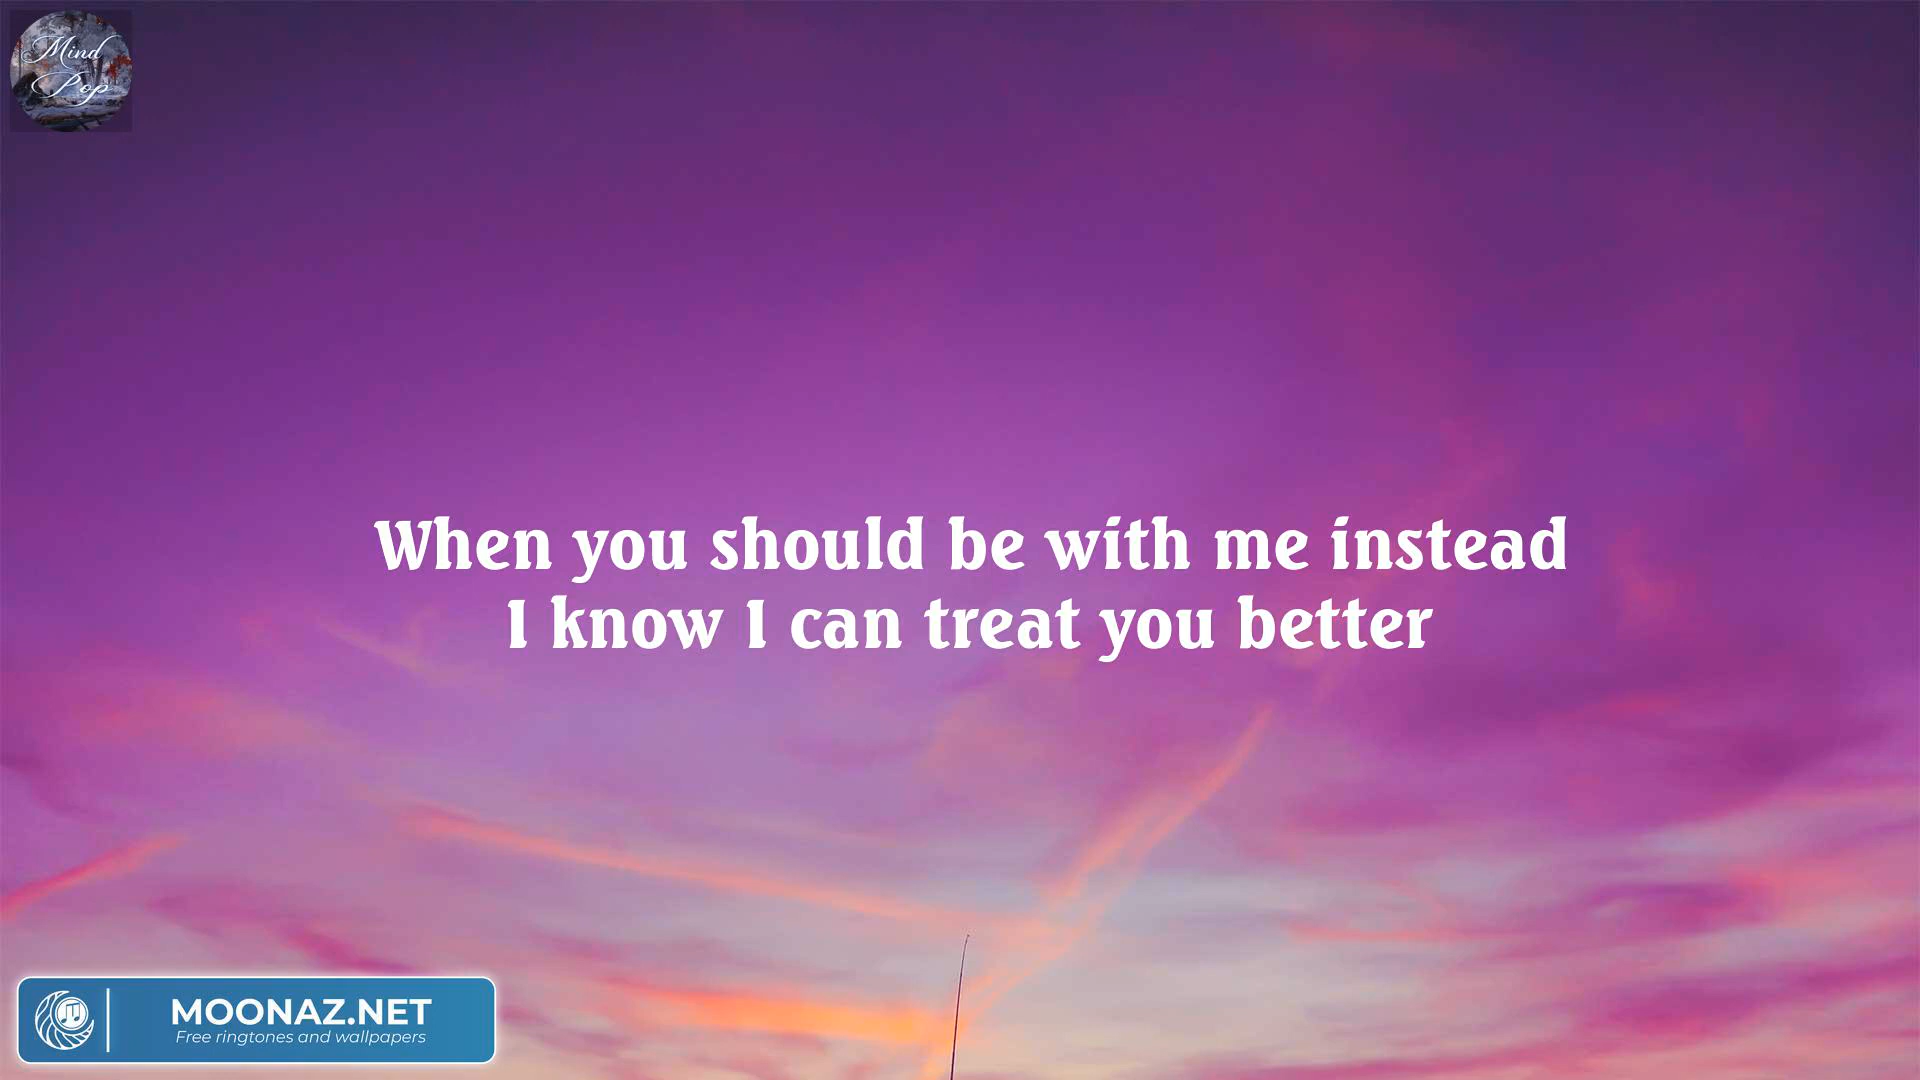 Mind
Pop
When you should be with me instead
I know I can treat you better
MOONAZ.NET
Free ringtones and wallpapers